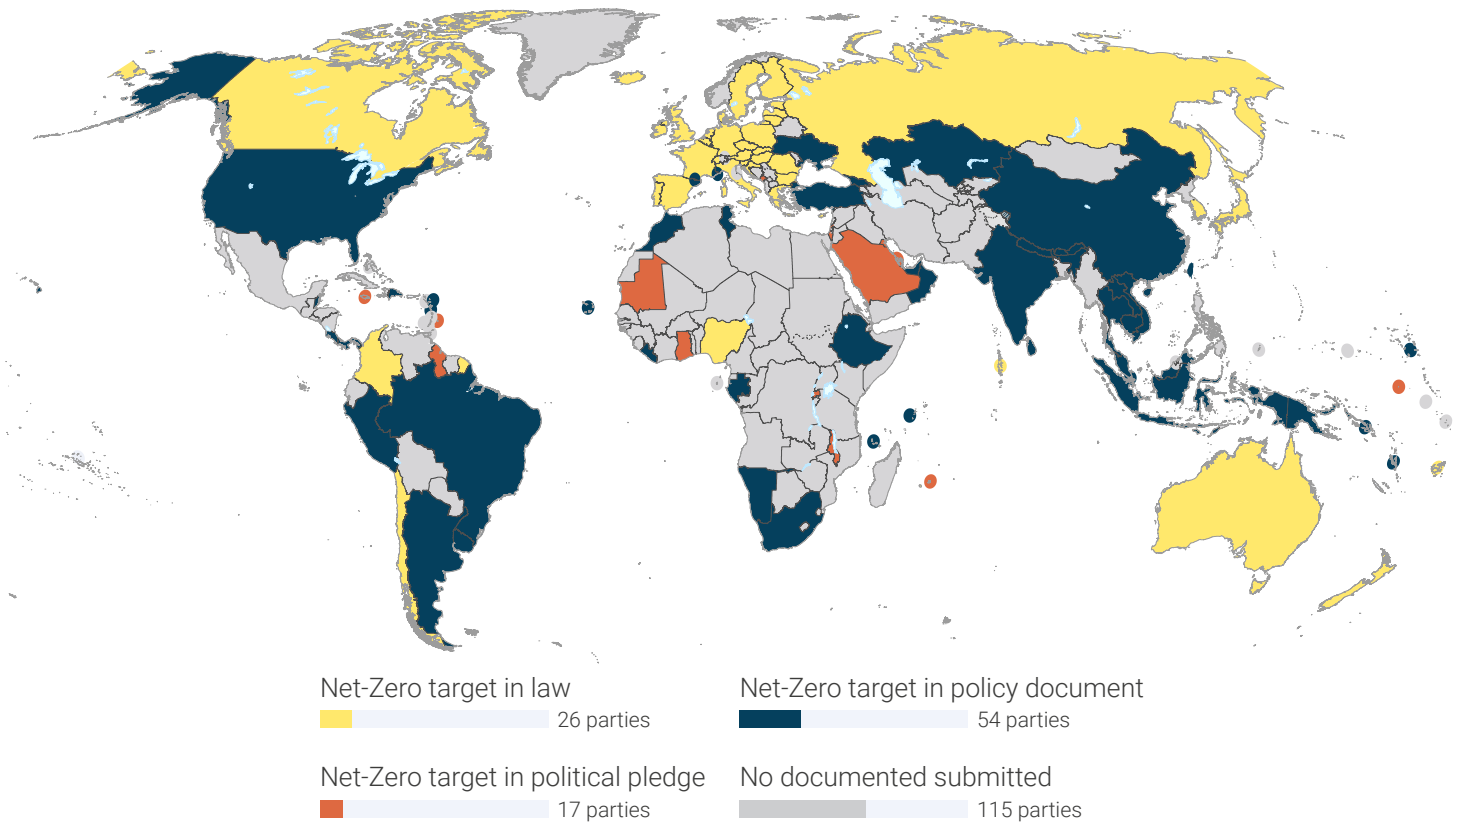 Net-Zero target in law
26 parties
Net-Zero target in policy document
54 parties
Net-Zero target in political pledge
17 parties
No documented submitted
115 parties